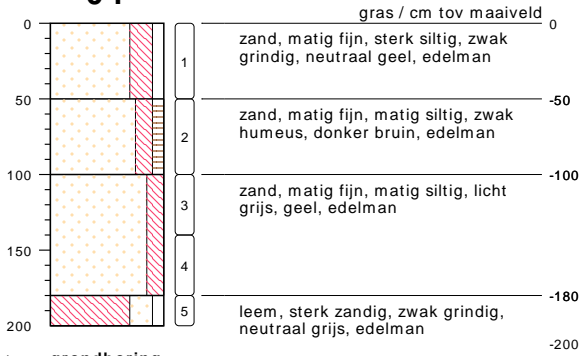 gras / cm tov maaiveld
0
0
zand, matig fijn, sterk siltig, zwak
grindig, neutraal geel, edelman
1
50
-50
zand, matig fijn, matig siltig, zwak
humeus, donker bruin, edelman
2
100
-100
zand, matig fijn, matig siltig, licht
grijs, geel, edelman
3
150
4
-180
leem, sterk zandig, zwak grindig,
neutraal grijs, edelman
5
200
-200